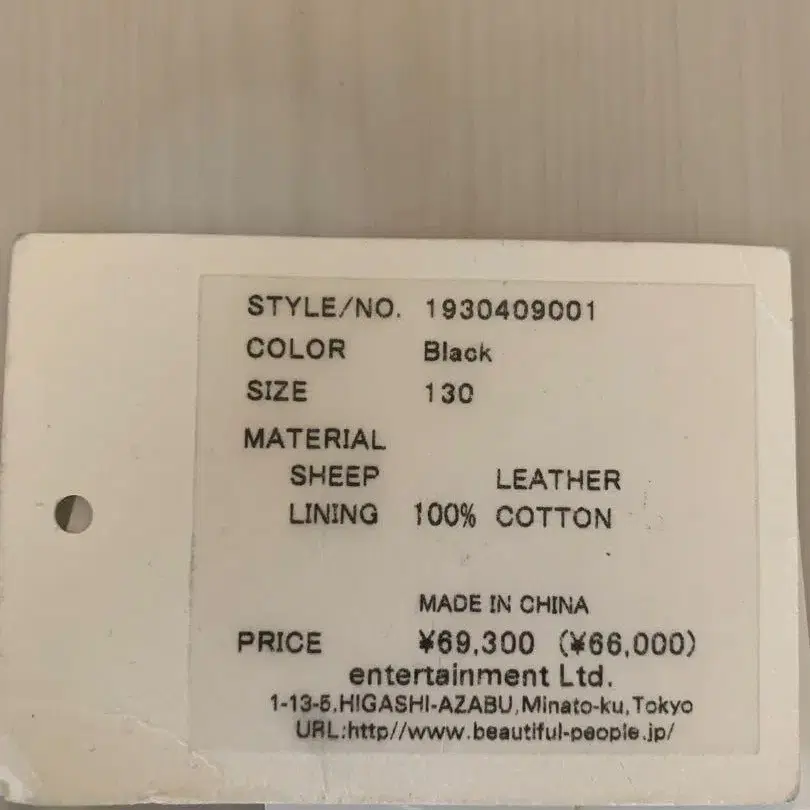 STYLE/NO. 1930409001
COLOR Black
SIZE 130
MATERIAL
SHEEP LEATHER
LINING 100% COTTON
MADE IN CHINA
PRICE ¥69,300 (¥66,000)
entertainment Ltd.
1-13-5,HIGASHI-AZABU,Minato-ku,Tokyo
URL:http//www.beautiful-people.jp/